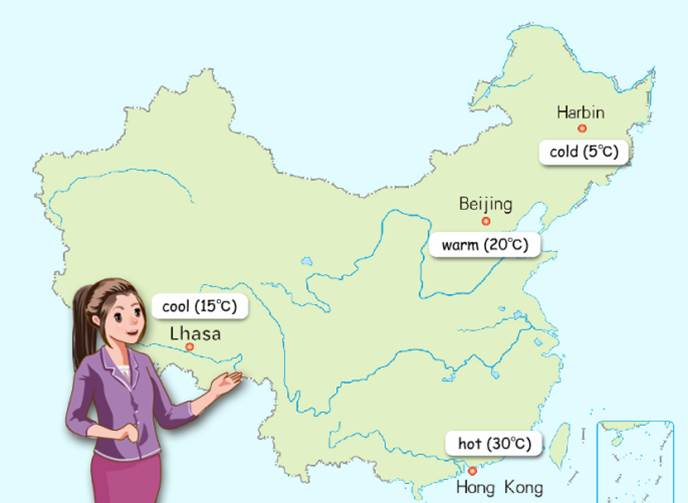 Harbin
cold (5℃)
Beijing
warm (20℃)
cool (15℃)
Lhasa
hot (30℃)
Hong Kong